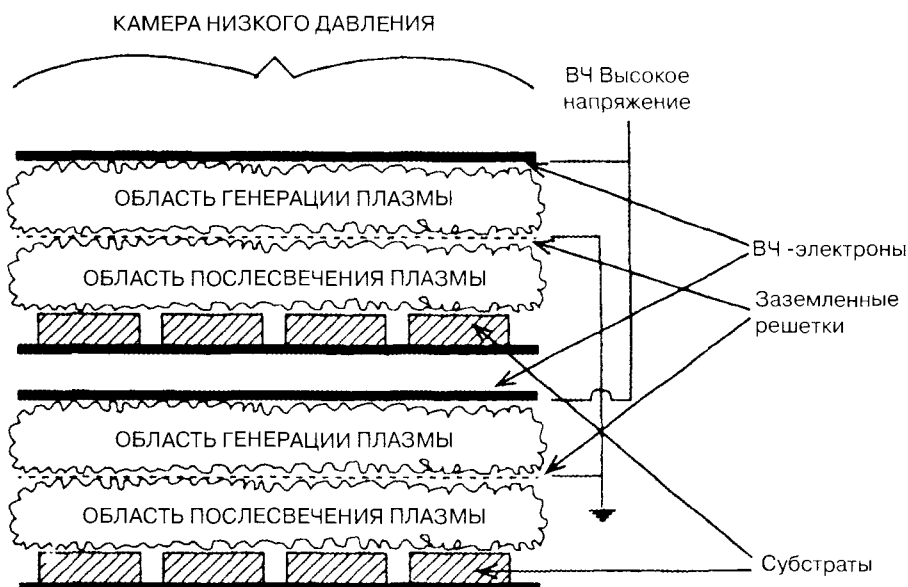 КАМЕРА НИЗКОГО ДАВЛЕНИЯ
ВЧ Высокое
напряжение
ОБЛАСТЬ ГЕНЕРАЦИИ ПЛАЗМЫ
ОБЛАСТЬ ПОСЛЕСВЕЧЕНИЯ ПЛАЗМЫ
ВЧ -электроны
Заземленные
решетки
ОБЛАСТЬ ГЕНЕРАЦИИ ПЛАЗМЫ
ОБЛАСТЬ ПОСЛЕСВЕЧЕНИЯ ПЛАЗМЫ
Субстраты